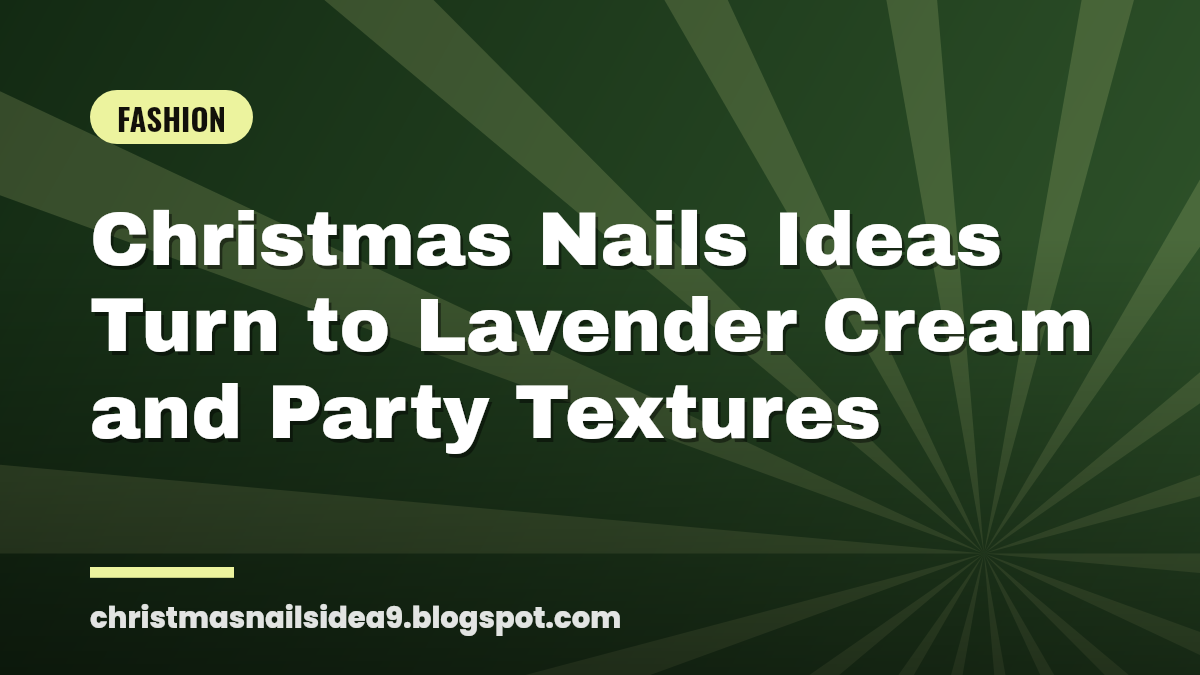 FASHION
Christmas Nails Ideas
Turn to Lavender Cream
and Party Textures
christmasnailsidea9.blogspot.com